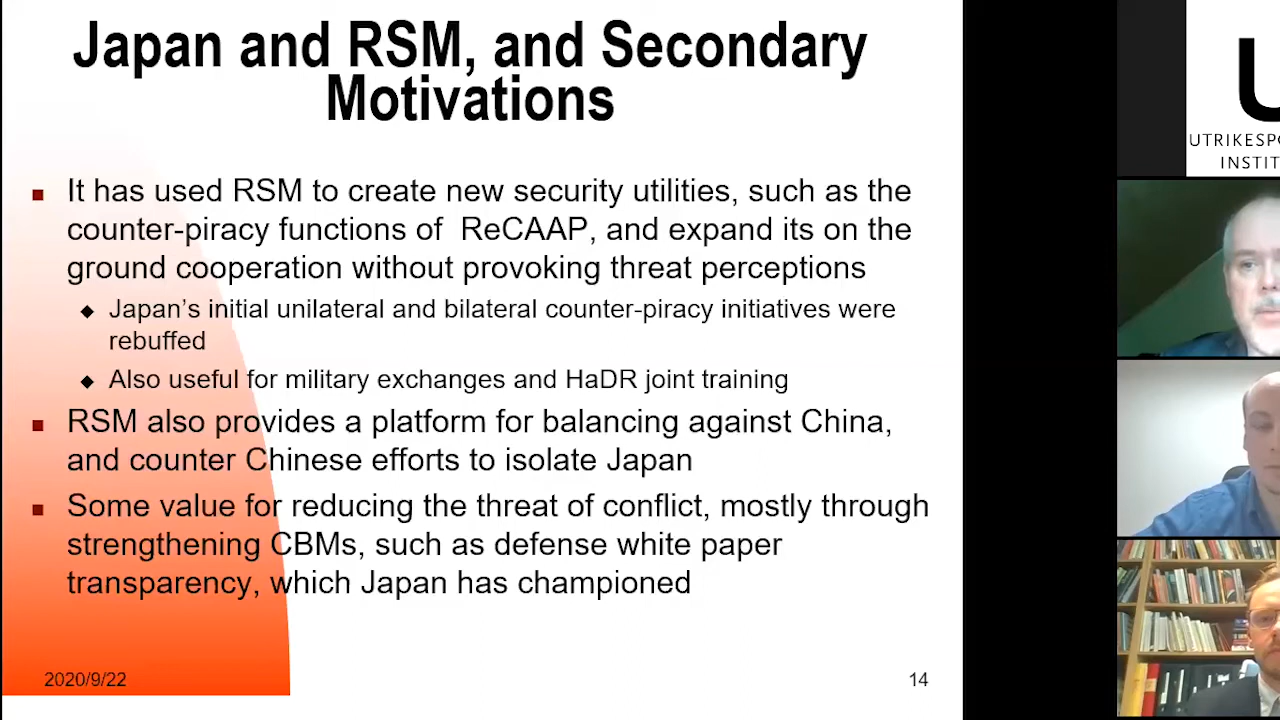 Japan and RSM, and Secondary
Motivations
It has used RSM to create new security utilities, such as the
counter-piracy functions of ReCAAP, and expand its on the
ground cooperation without provoking threat perceptions
Japan's initial unilateral and bilateral counter-piracy initiatives were
rebuffed
Also useful for military exchanges and HaDR joint training
RSM also provides a platform for balancing against China,
and counter Chinese efforts to isolate Japan
Some value for reducing the threat of conflict, mostly through
strengthening CBMs, such as defense white paper
transparency, which Japan has championed
2020/9/22
14
U
UTRIKESPO
INSTIT